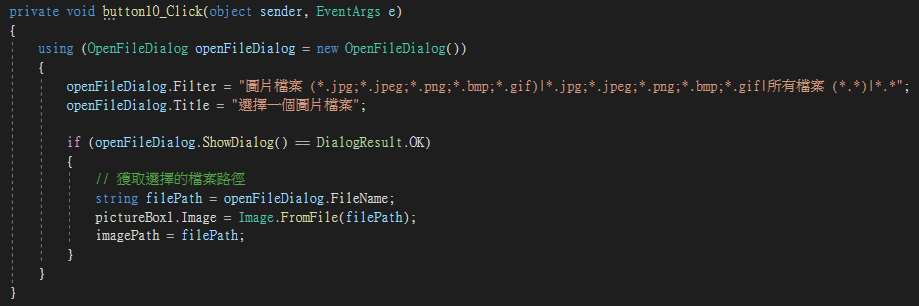 private void button10_Click(object sender, EventArgs e)
{
using (OpenFileDialog openFileDialog = new OpenFileDialog())
{
openFileDialog.Filter = "圖片檔案 (*.jpg;*.jpeg;*.png;*.bmp;*.gif)|*.jpg;*.jpeg;*.png;*.bmp;*.gif|所有檔案 (*.*)|*.*";
openFileDialog.Title = "選擇一個圖片檔案";
if (openFileDialog.ShowDialog() == DialogResult.OK)
{
// 獲取選擇的檔案路徑
string filePath = openFileDialog.FileName;
pictureBox1.Image = Image.FromFile(filePath);
imagePath = filePath;
}
}
}